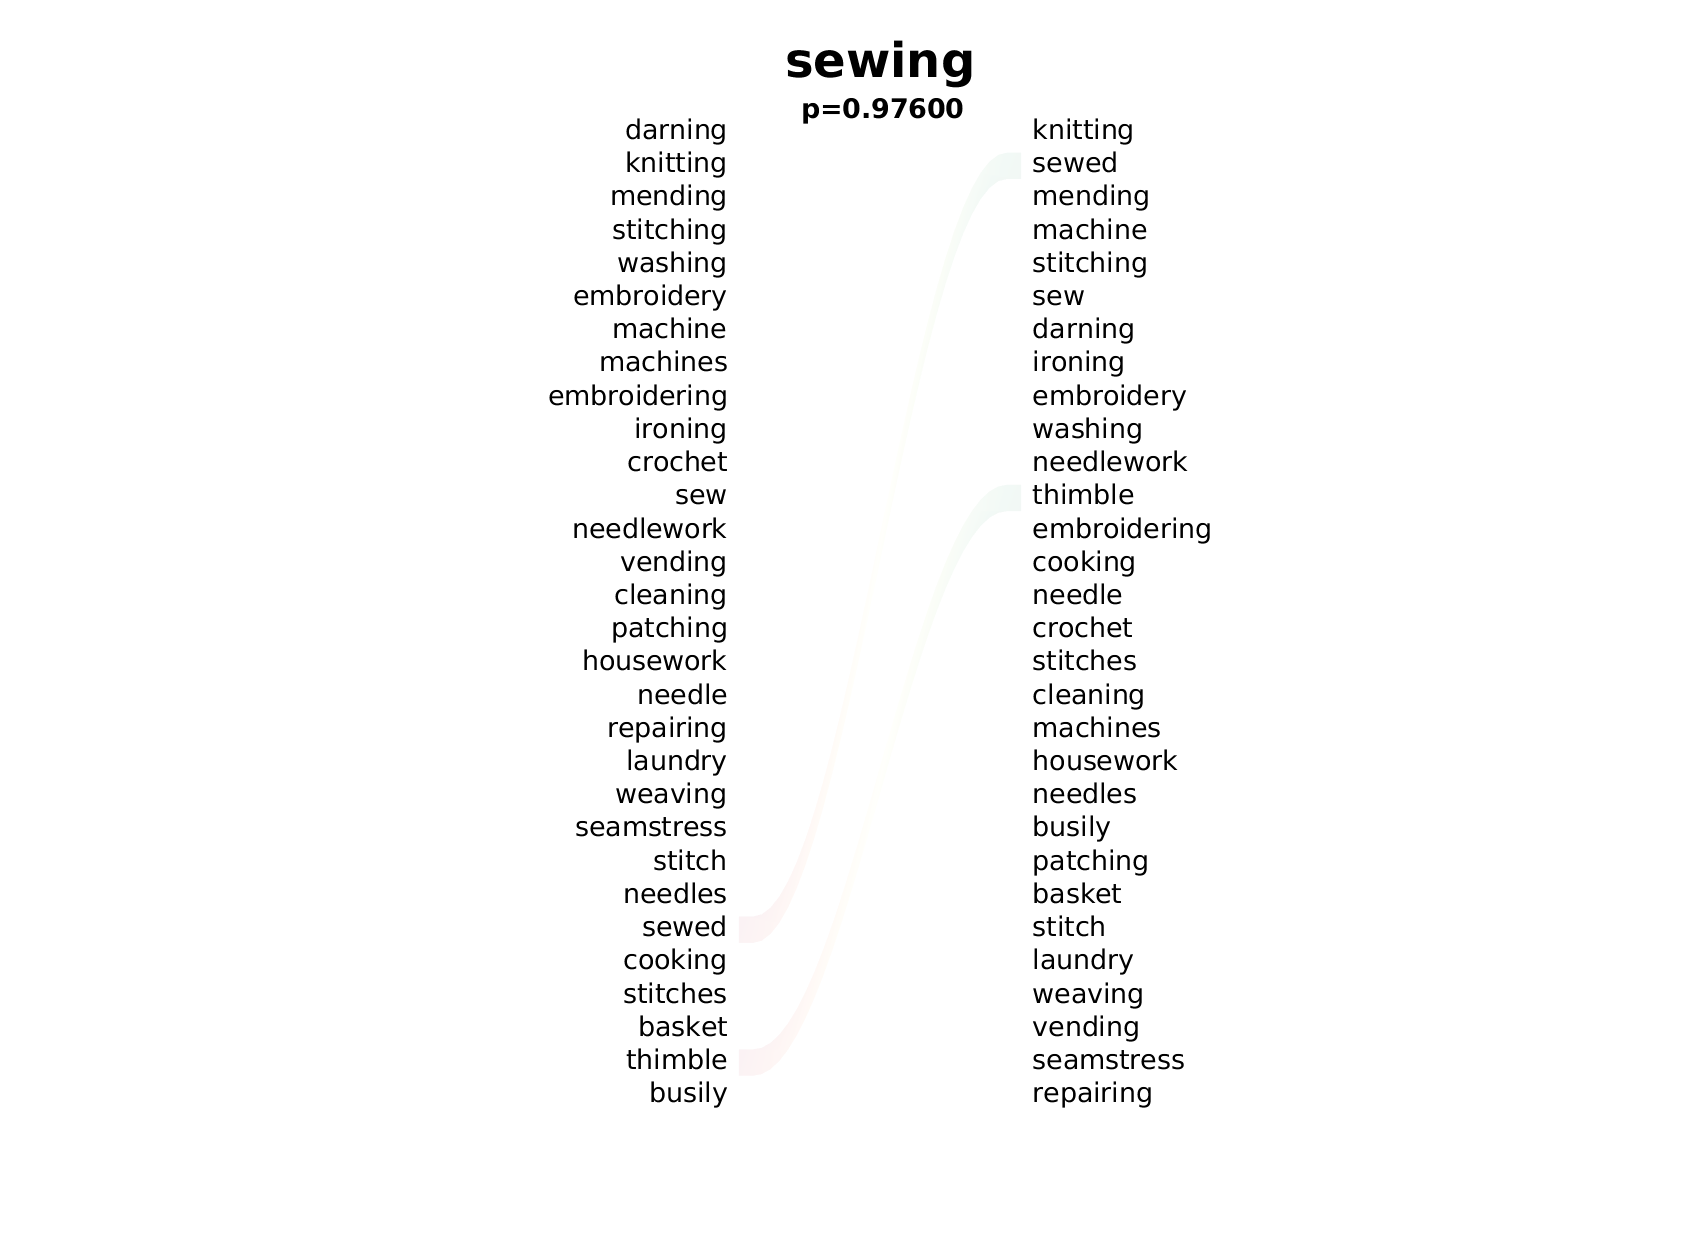 sewing
p=0.97600
darning
knitting
mending
stitching
washing
embroidery
machine
machines
embroidering
ironing
crochet
sew
needlework
vending
cleaning
patching
housework
needle
repairing
laundry
weaving
seamstress
stitch
needles
sewed
cooking
stitches
basket
thimble
busily
knitting
sewed
mending
machine
stitching
sew
darning
ironing
embroidery
washing
needlework
thimble
embroidering
cooking
needle
crochet
stitches
cleaning
machines
housework
needles
busily
patching
basket
stitch
laundry
weaving
vending
seamstress
repairing